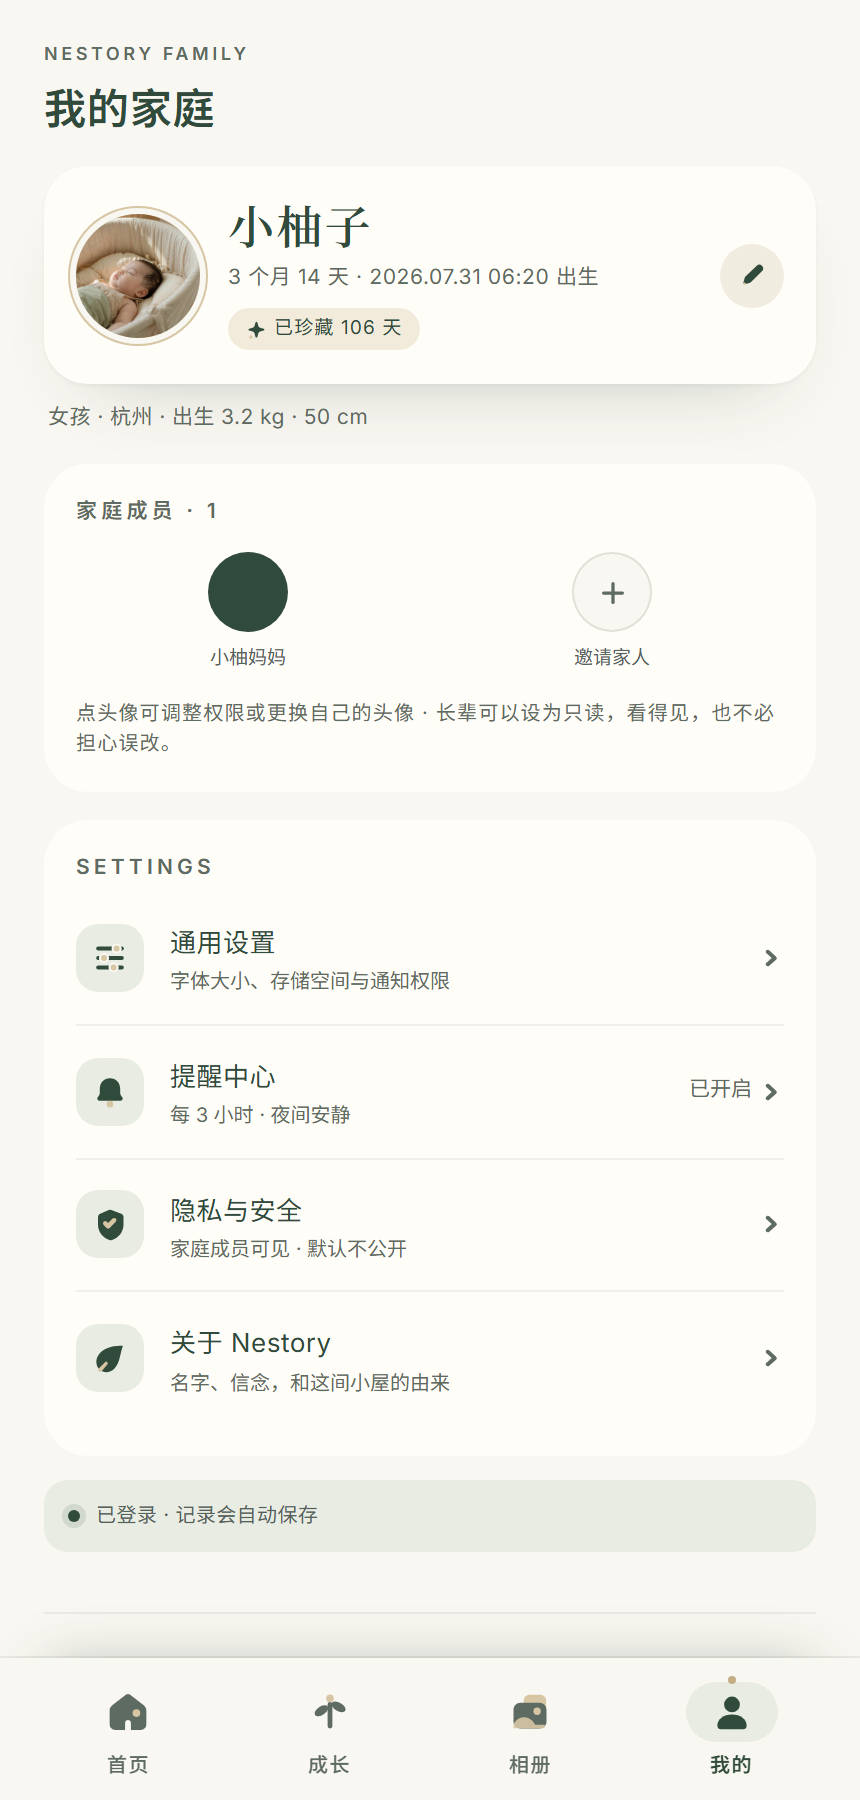 NESTORY FAMILY
我的家庭
小柚子
3 个月 14 天 · 2026.07.31 06:20 出生
已珍藏 106 天
女孩 · 杭州 · 出生 3.2 kg · 50 cm
家庭成员 · 1
小柚妈妈
邀请家人
点头像可调整权限或更换自己的头像 · 长辈可以设为只读，看得见，也不必
担心误改。
SETTINGS
通用设置
字体大小、存储空间与通知权限
提醒中心
每 3 小时 · 夜间安静
已开启
隐私与安全
家庭成员可见 · 默认不公开
关于 Nestory
名字、信念，和这间小屋的由来
已登录 · 记录会自动保存
首页
成长
相册
我的